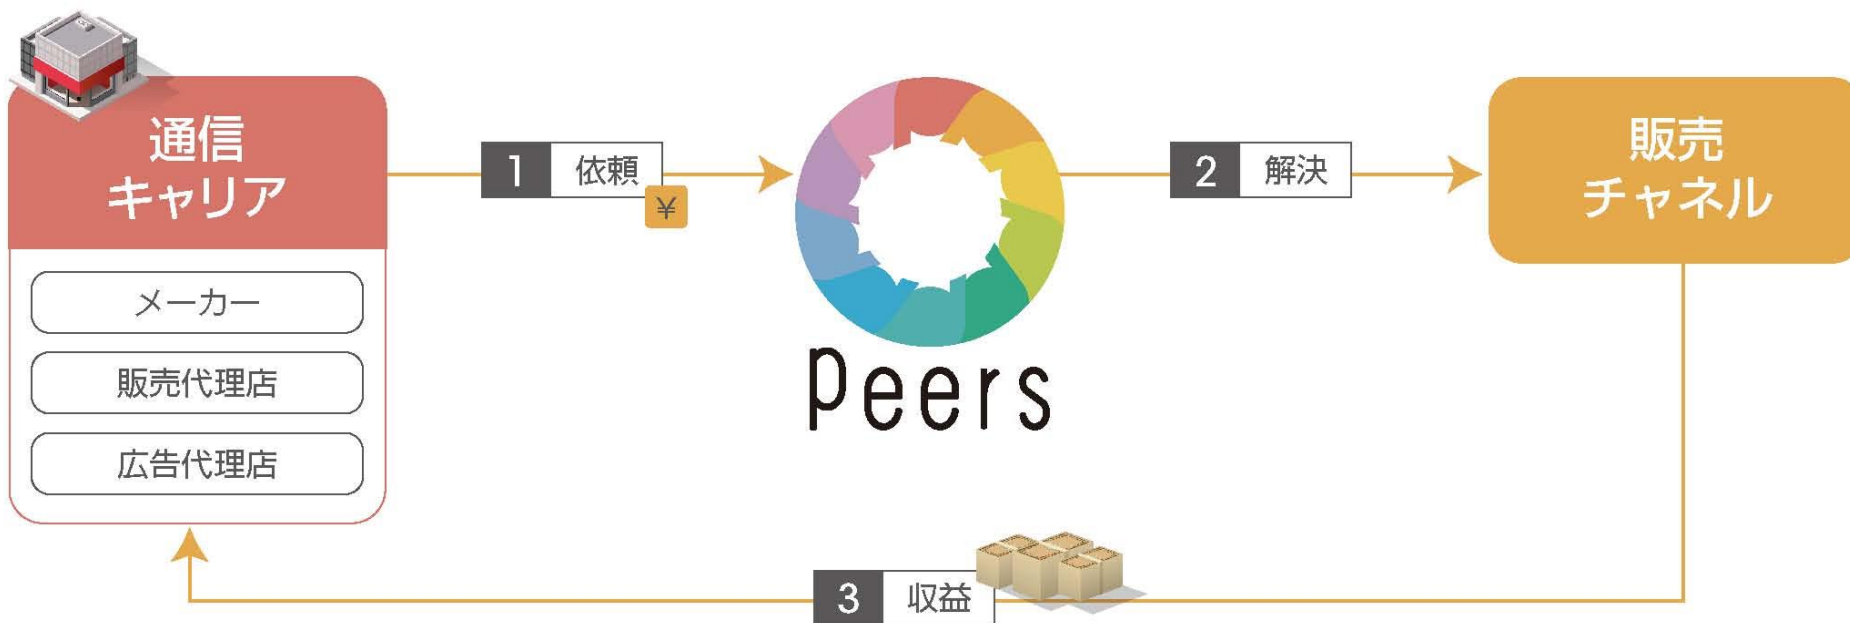 通信
キャリア
メーカー
販売代理店
広告代理店
1 依頼
¥
Peers
2 解決
販売
チャネル
3 収益